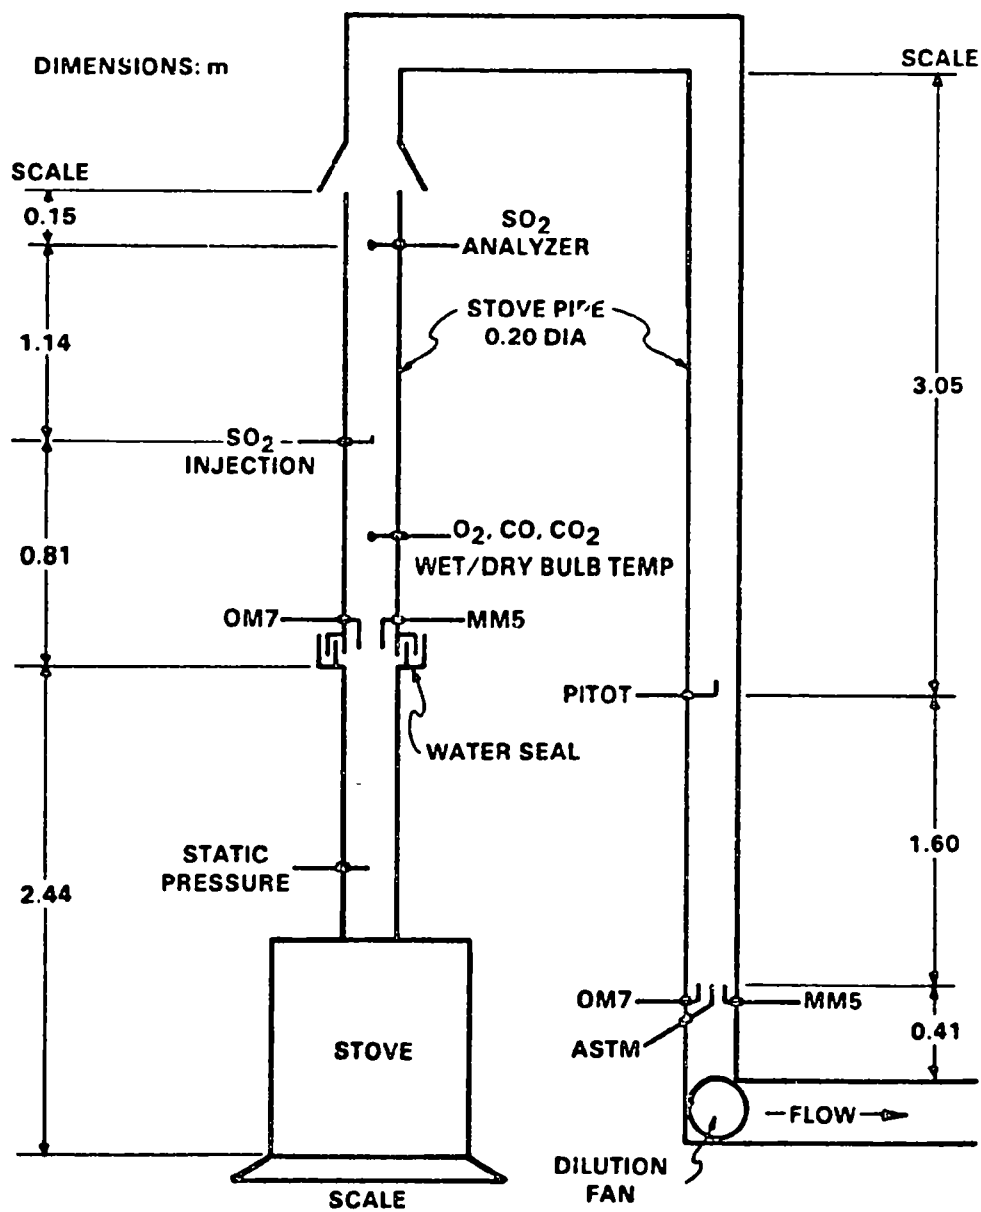 DIMENSIONS: m
SCALE
SCALE
0.15
SO2
ANALYZER
STOVE PIPE
0.20 DIA
1.14
3.05
SO2
INJECTION
O2, CO, CO2
WET/DRY BULB TEMP
0.81
OM7
MM5
PITOT
WATER SEAL
STATIC
PRESSURE
2.44
1.60
OM7
MM5
ASTM
0.41
STOVE
FLOW
DILUTION
FAN
SCALE